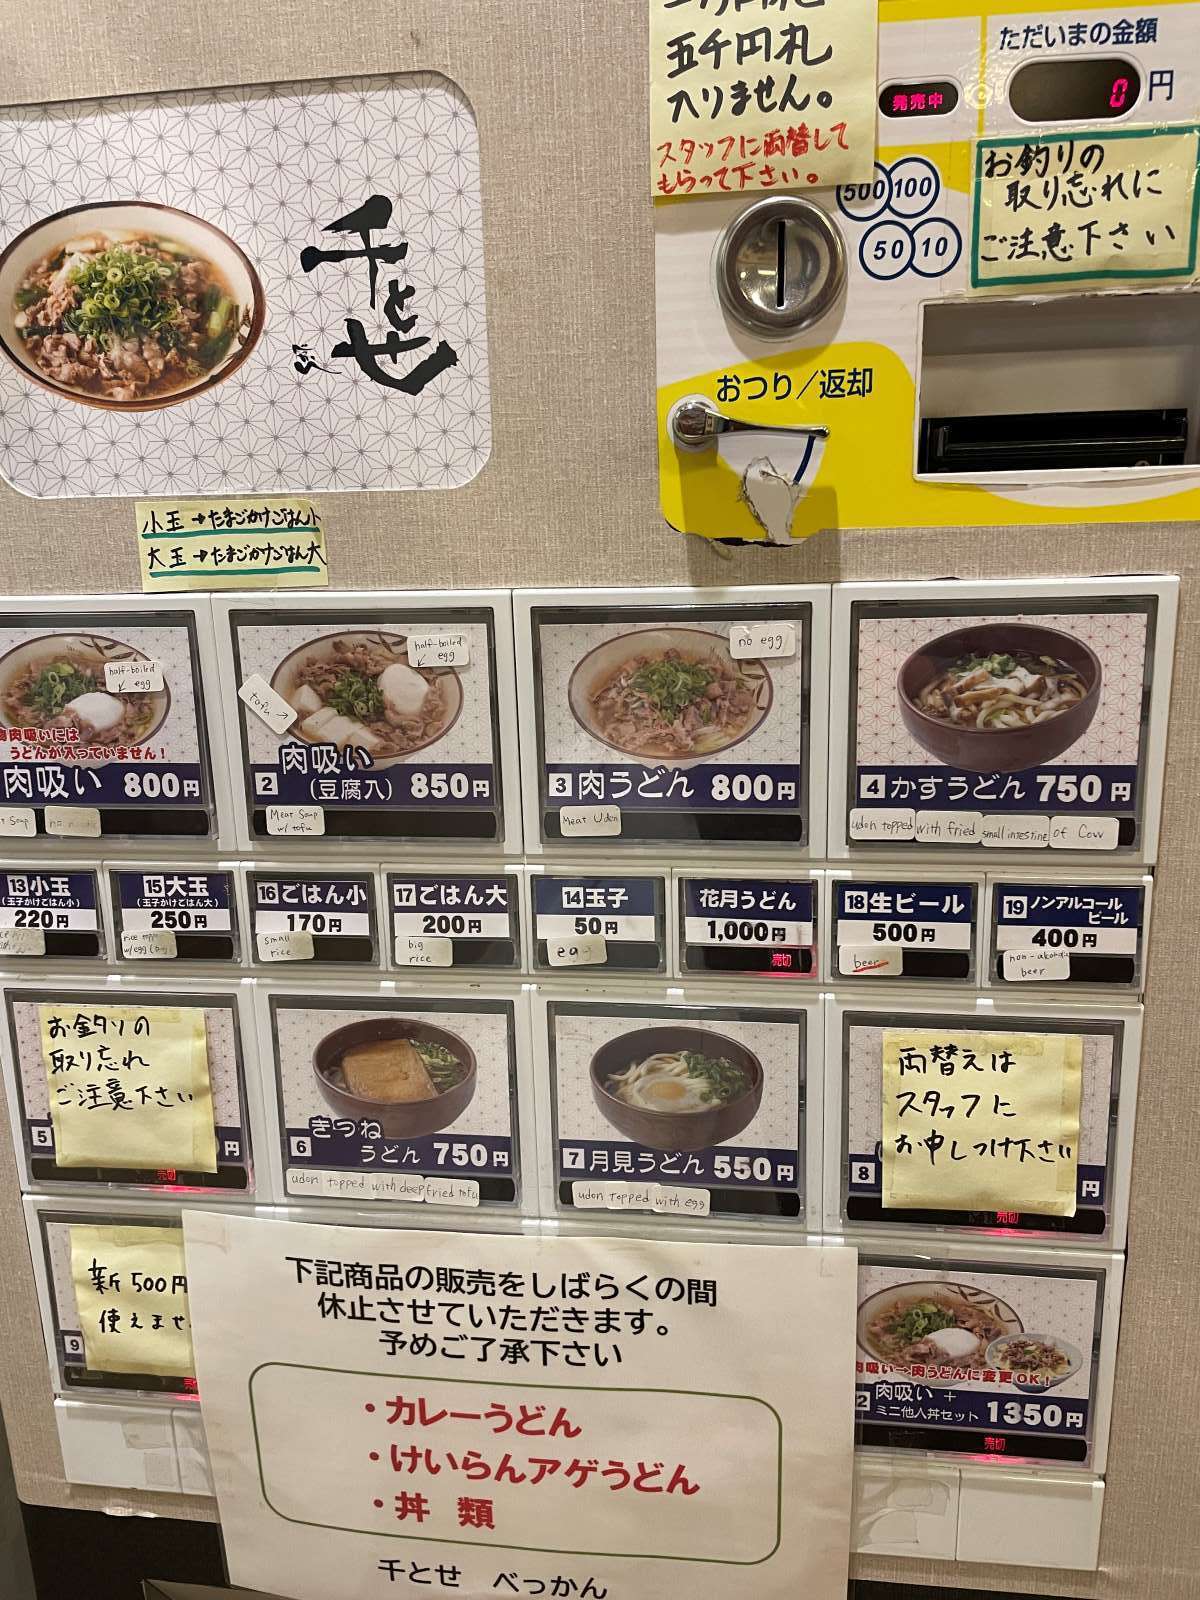 五千円札
入りません。
スタッフに両替して
もらって下さい。
発売中
ただいまの金額
0円
500 100
50 10
お釣りの
取り忘れに
ご注意下さい
おつり／返却
千とせ
小玉→たまごかけごはん小
大玉→たまごかけごはん大
half-boiled
egg
肉吸いには
うどんが入っていません！
肉吸い 800円
Soup
half-boiled
egg
tofu
2 肉吸い
(豆腐入) 850円
Meat Soup
w/ tofu
no egg
3 肉うどん 800円
Meat Udon
4 かすうどん 750円
udon topped with fried small intestine of Cow
13 小玉
(玉子かけごはん小)
220円
15 大玉
(玉子かけごはん大)
250円
16 ごはん小
170円
small
rice
17 ごはん大
200円
big
rice
14 玉子
50円
egg
花月うどん
1,000円
売切
18 生ビール
500円
beer
19 ノンアルコール
ビール
400円
non-alcoholic
beer
お釣りの
取り忘れ
ご注意下さい
5 円
売切
6 きつね
うどん 750円
udon topped with deep fried tofu
7 月見うどん 550円
udon topped with egg
両替えは
スタッフに
お申しつけ下さい
8 円
売切
新500円
使えませ
9
下記商品の販売をしばらくの間
休止させていただきます。
予めご了承下さい
・カレーうどん
・けいらんアゲうどん
・丼 類
千とせ べっかん
肉吸い→肉うどんに変更OK！
2 肉吸い +
ミニ他人丼セット 1350円
売切